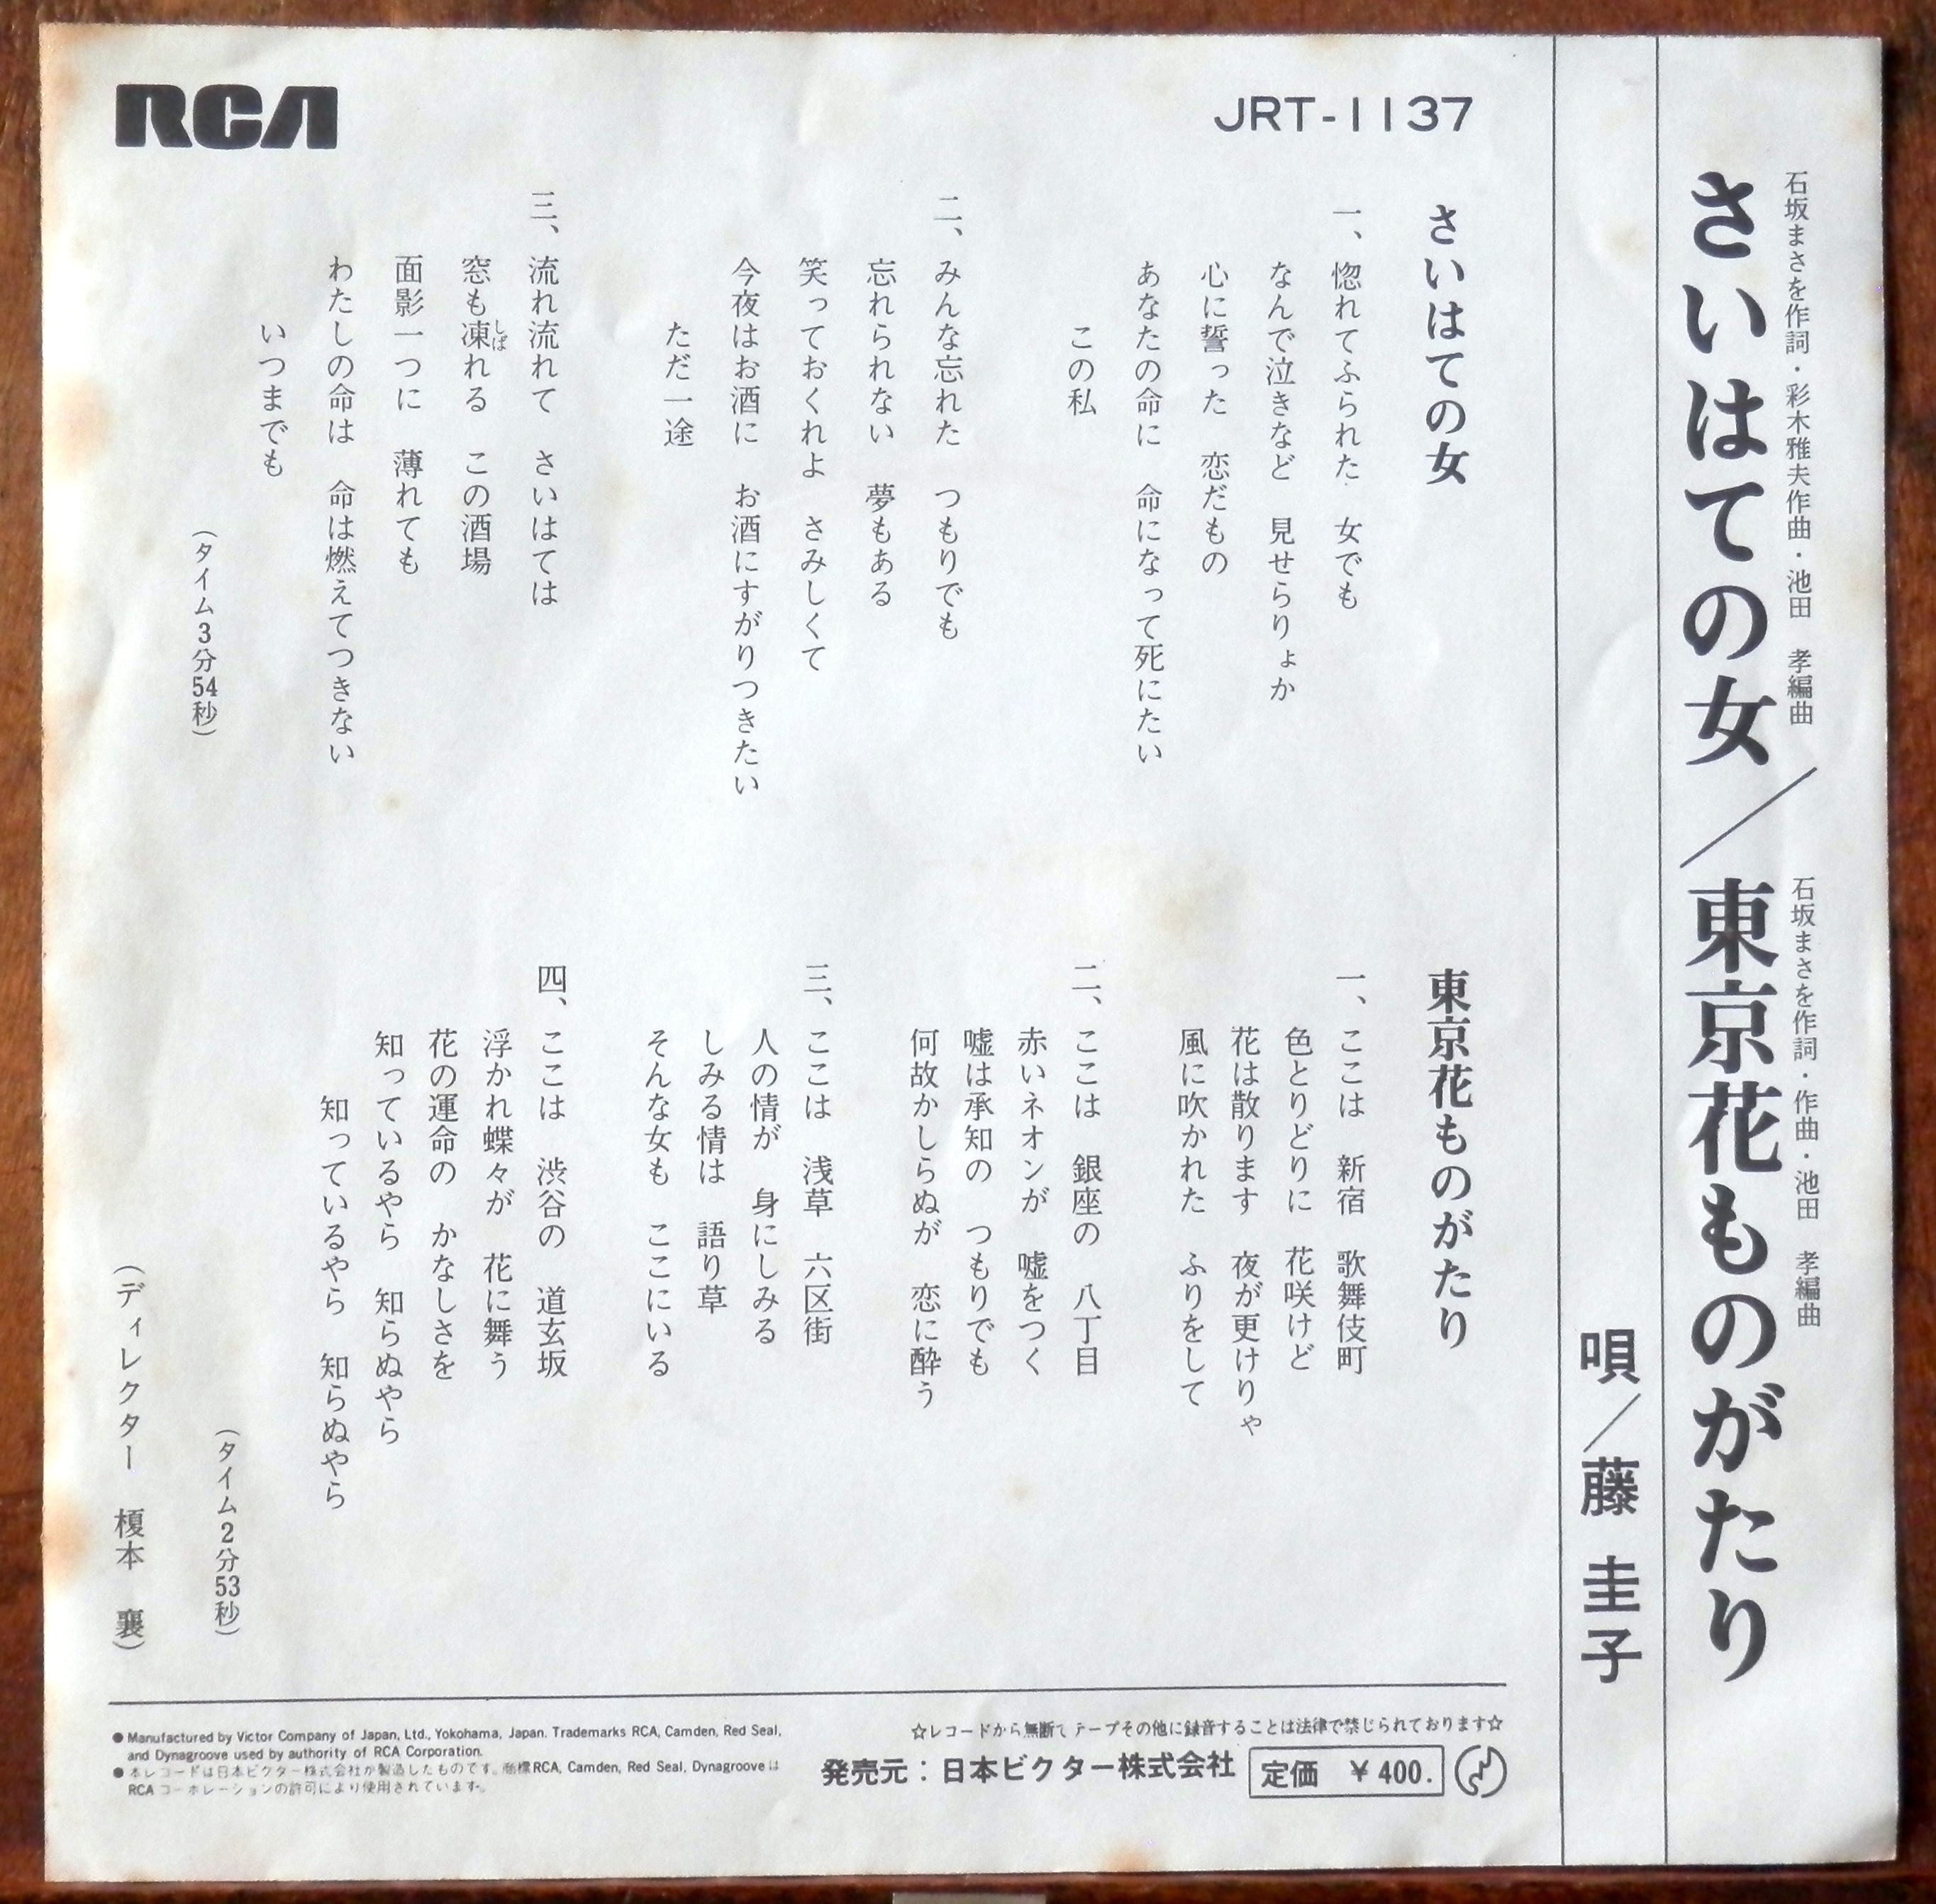 石坂まさを作詞・彩木雅夫作曲・池田　孝編曲
石坂まさを作詞・作曲・池田　孝編曲
さいはての女／東京花ものがたり
唄／藤　圭子
RCA
JRT-1137
さいはての女
一、惚れてふられた　女でも
なんで泣きなど　見せらりょか
心に誓った　恋だもの
あなたの命に　命になって死にたい
この私
二、みんな忘れた　つもりでも
忘れられない　夢もある
笑っておくれよ　さみしくて
今夜はお酒に　お酒にすがりつきたい
ただ一途
三、流れ流れて　さいはては
窓も凍れる　この酒場
しば
面影一つに　薄れても
わたしの命は　命は燃えてつきない
いつまでも
（タイム3分54秒）
東京花ものがたり
一、ここは　新宿　歌舞伎町
色とりどりに　花咲けど
花は散ります　夜が更けりゃ
風に吹かれた　ふりをして
二、ここは　銀座の　八丁目
赤いネオンが　嘘をつく
嘘は承知の　つもりでも
何故かしらぬが　恋に酔う
三、ここは　浅草　六区街
人の情が　身にしみる
しみる情は　語り草
そんな女も　ここにいる
四、ここは　渋谷の　道玄坂
浮かれ蝶々が　花に舞う
花の運命の　かなしさを
知っているやら　知らぬやら
知っているやら　知らぬやら
（タイム2分53秒）
（ディレクター　榎本　襄）
●Manufactured by Victor Company of Japan, Ltd., Yokohama, Japan. Trademarks RCA, Camden, Red Seal,
and Dynagroove used by authority of RCA Corporation.
●本レコードは日本ビクター株式会社が製造したものです。商標RCA, Camden, Red Seal, Dynagrooveは
RCAコーポレーションの許可により使用されています。
☆レコードから無断でテープその他に録音することは法律で禁じられております☆
発売元：日本ビクター株式会社
定価　￥400.